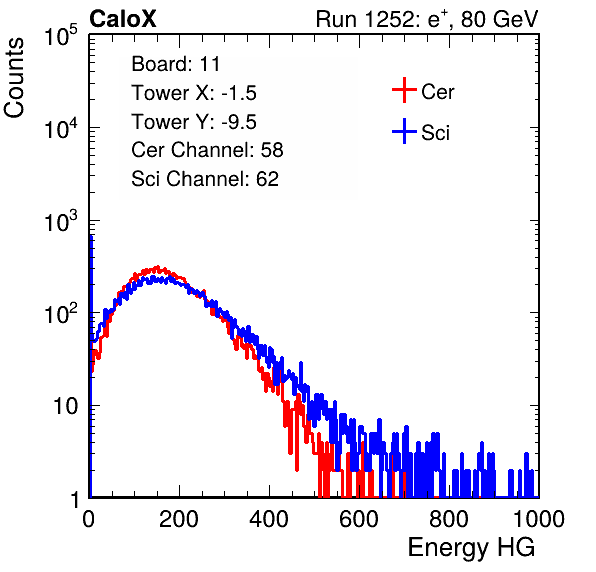 CaloX Run 1252: e+, 80 GeV
Counts
10^5
10^4
10^3
10^2
10
1
Board: 11
Tower X: -1.5
Tower Y: -9.5
Cer Channel: 58
Sci Channel: 62
Cer
Sci
0 200 400 600 800 1000
Energy HG